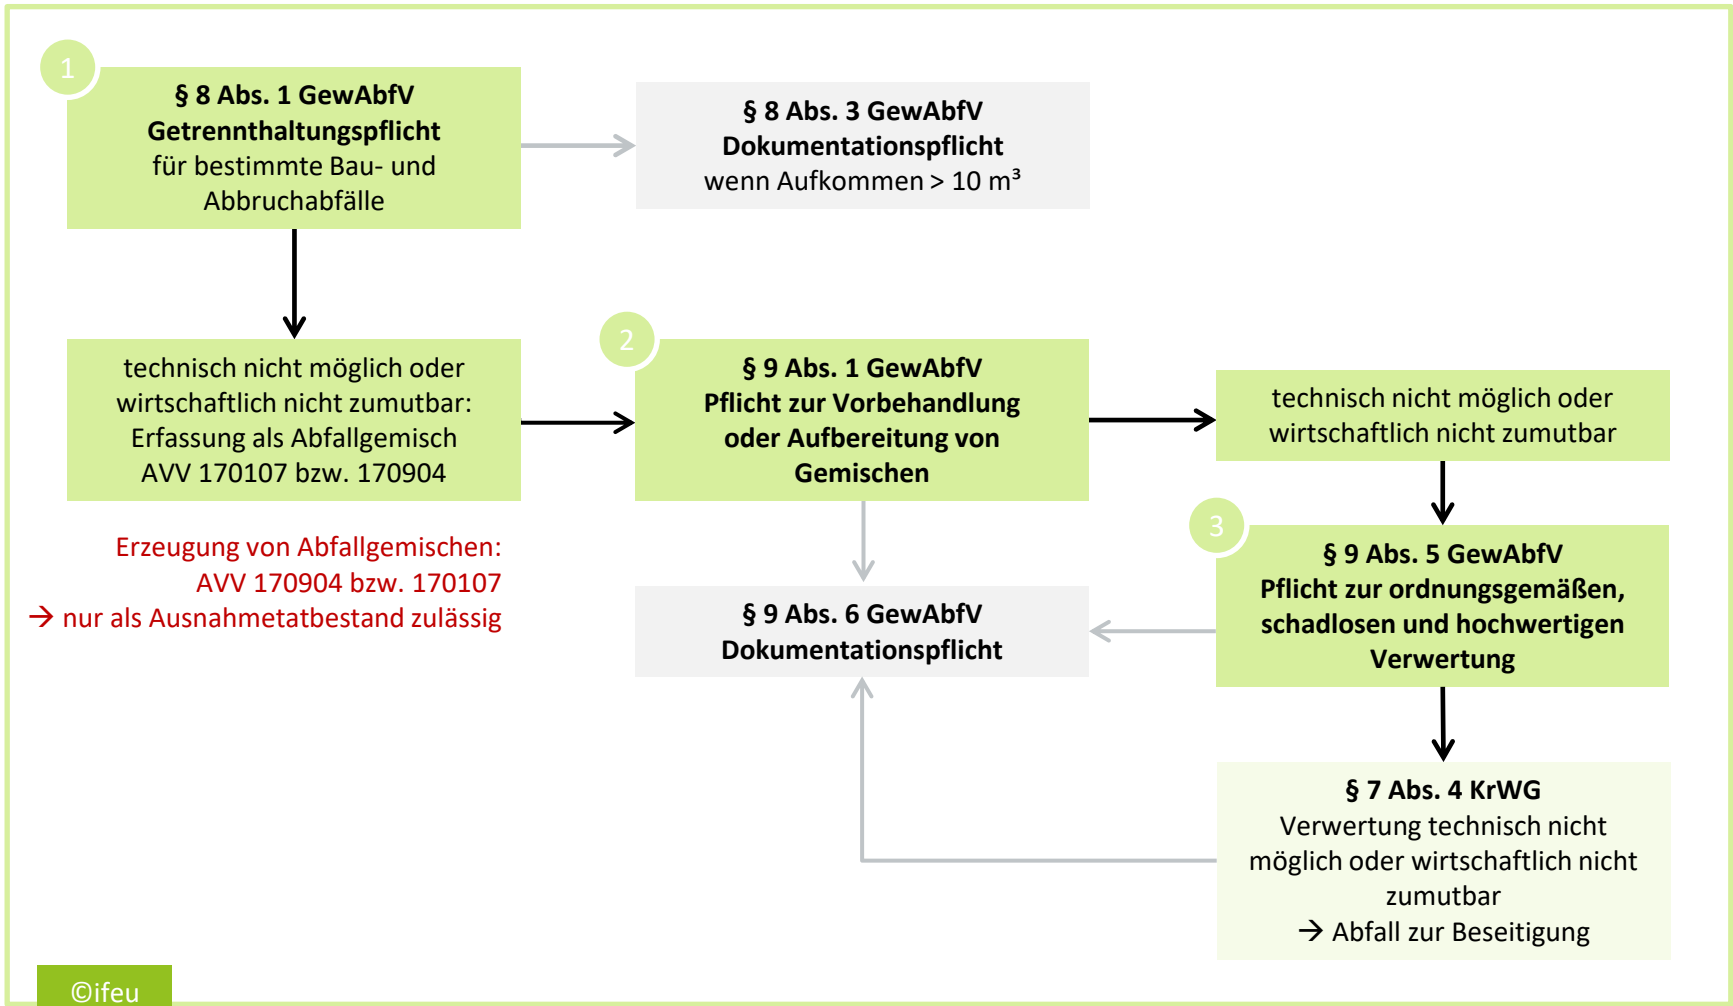 1
§ 8 Abs. 1 GewAbfV
Getrennthaltungspflicht
für bestimmte Bau- und
Abbruchabfälle
§ 8 Abs. 3 GewAbfV
Dokumentationspflicht
wenn Aufkommen > 10 m³
technisch nicht möglich oder
wirtschaftlich nicht zumutbar:
Erfassung als Abfallgemisch
AVV 170107 bzw. 170904
2
§ 9 Abs. 1 GewAbfV
Pflicht zur Vorbehandlung
oder Aufbereitung von
Gemischen
technisch nicht möglich oder
wirtschaftlich nicht zumutbar
Erzeugung von Abfallgemischen:
AVV 170904 bzw. 170107
→ nur als Ausnahmetatbestand zulässig
§ 9 Abs. 6 GewAbfV
Dokumentationspflicht
3
§ 9 Abs. 5 GewAbfV
Pflicht zur ordnungsgemäßen,
schadlosen und hochwertigen
Verwertung
§ 7 Abs. 4 KrWG
Verwertung technisch nicht
möglich oder wirtschaftlich nicht
zumutbar
→ Abfall zur Beseitigung
©ifeu